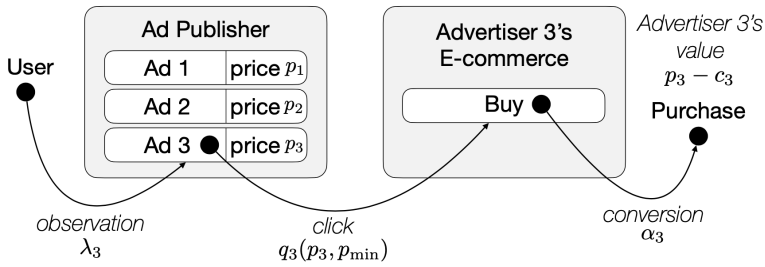 User
Ad Publisher
Ad 1 price p₁
Ad 2 price p₂
Ad 3 price p₃
observation
λ₃
click
q₃(p₃, p_min)
Advertiser 3's
E-commerce
Buy
conversion
α₃
Advertiser 3's
value
p₃ − c₃
Purchase